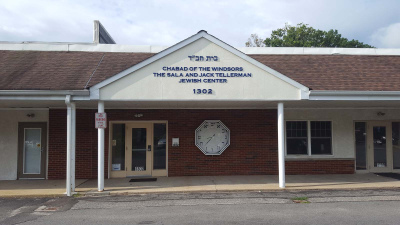 בית חב"ד
CHABAD OF THE WINDSORS
THE SALA AND JACK TELLERMAN
JEWISH CENTER
1302